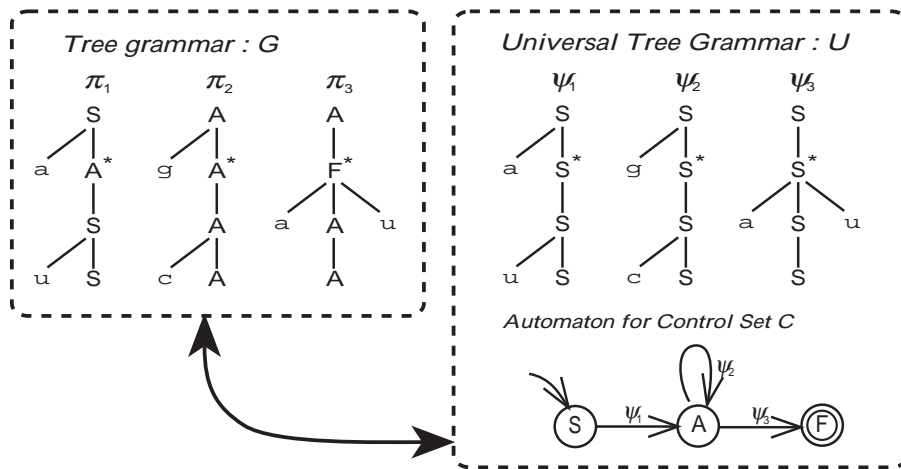 Tree grammar : G
π1 π2 π3
S A A
a A* g A* F*
a u
S A A
u S c A A
Universal Tree Grammar : U
ψ1 ψ2 ψ3
S S S
a S* g S* S*
a u
S S S
u S c S S
Automaton for Control Set C
ψ2
S ψ1 A ψ3 F